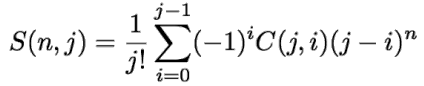 S(n, j) = \frac{1}{j!} \sum_{i=0}^{j-1} (-1)^i C(j, i)(j - i)^n